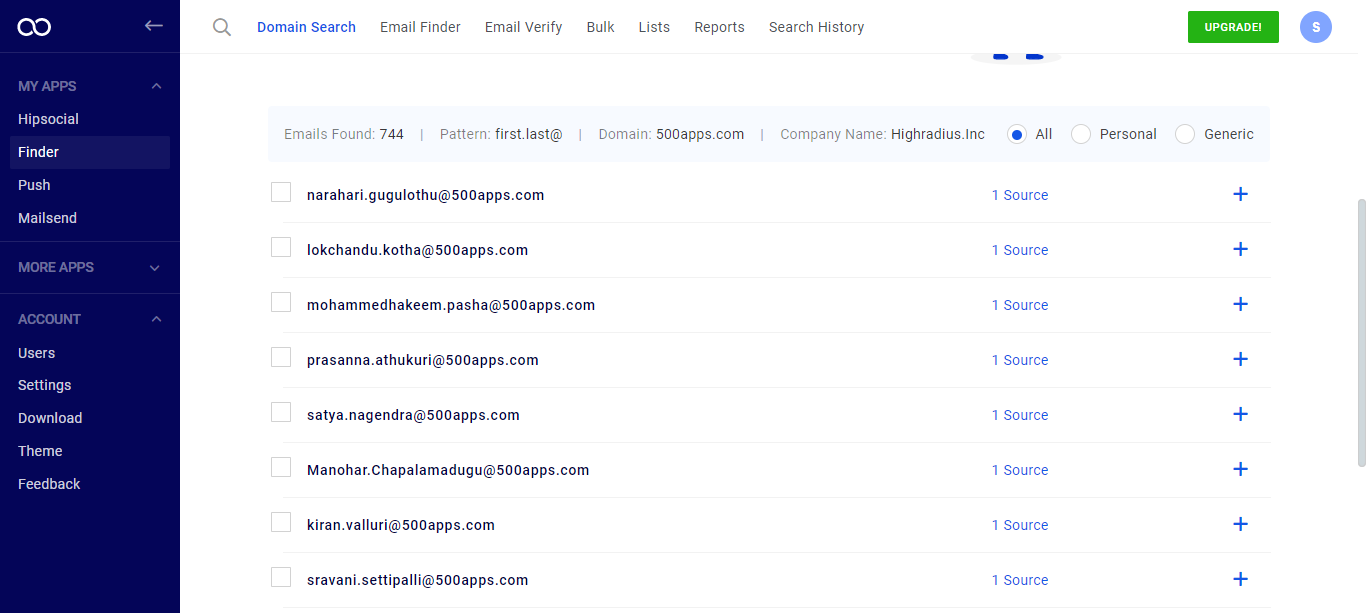 Domain Search Email Finder Email Verify Bulk Lists Reports Search History UPGRADE! S
MY APPS
Hipsocial
Finder
Push
Mailsend
MORE APPS
ACCOUNT
Users
Settings
Download
Theme
Feedback
Emails Found: 744 | Pattern: first.last@ | Domain: 500apps.com | Company Name: Highradius.Inc All Personal Generic
narahari.gugulothu@500apps.com 1 Source +
lokchandu.kotha@500apps.com 1 Source +
mohammedhakeem.pasha@500apps.com 1 Source +
prasanna.athukuri@500apps.com 1 Source +
satya.nagendra@500apps.com 1 Source +
Manohar.Chapalamadugu@500apps.com 1 Source +
kiran.valluri@500apps.com 1 Source +
sravani.settipalli@500apps.com 1 Source +